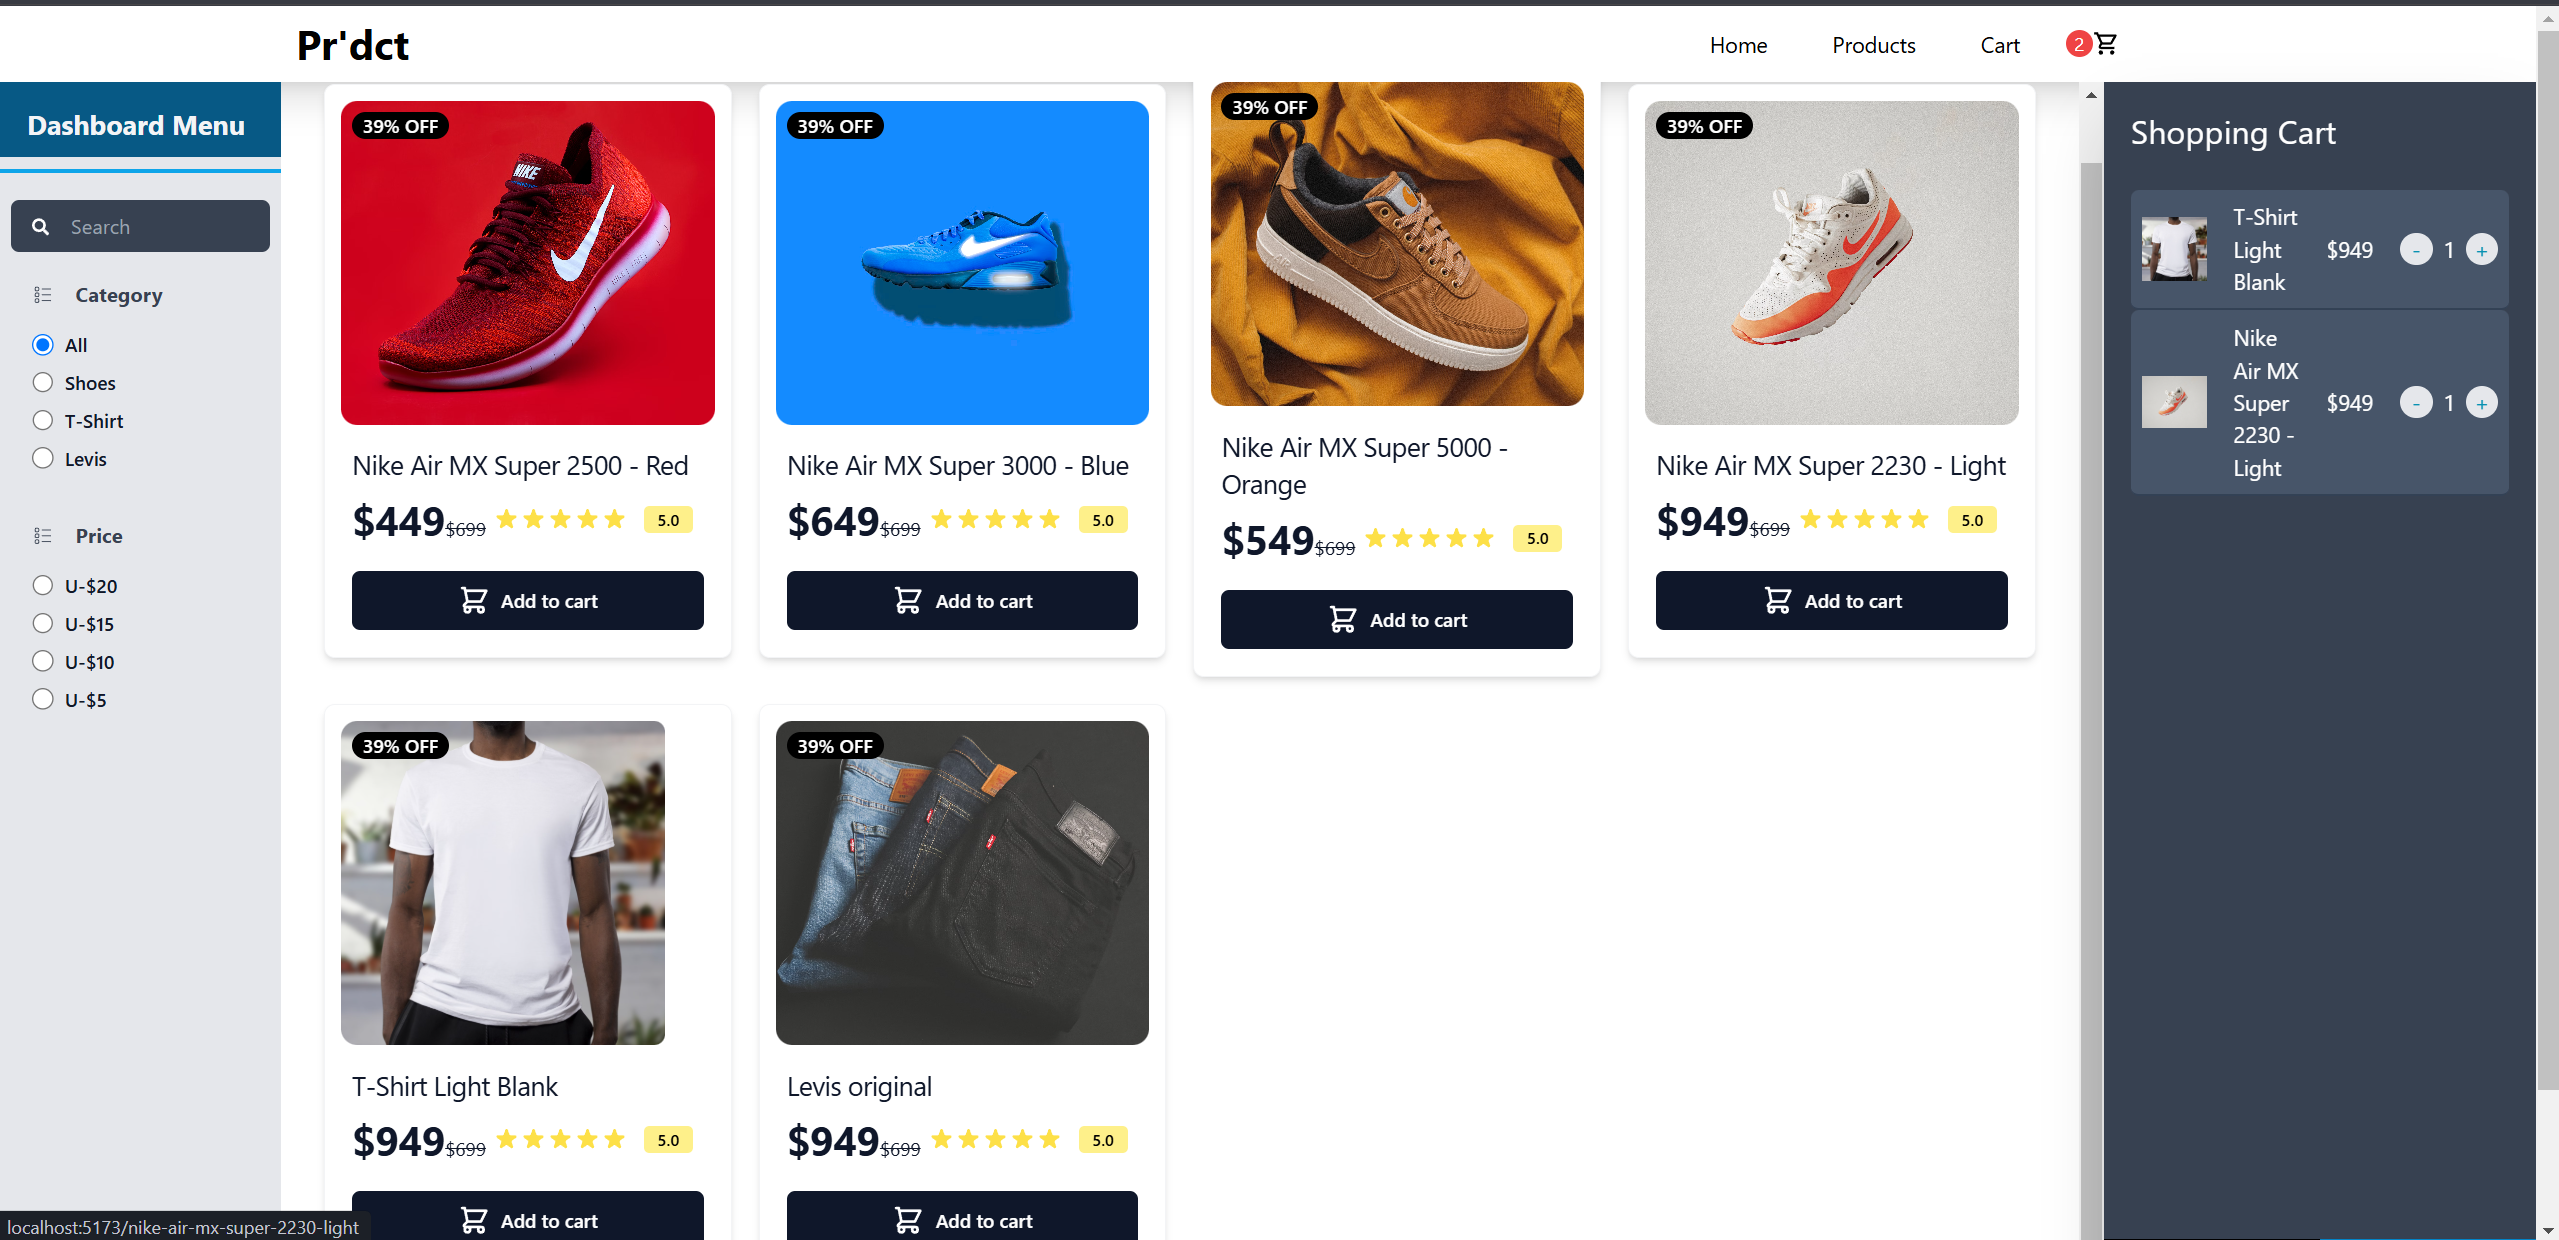 Pr'dct
Home
Products
Cart
2
Dashboard Menu
Search
Category
All
Shoes
T-Shirt
Levis
Price
U-$20
U-$15
U-$10
U-$5
39% OFF
NIKE
Nike Air MX Super 2500 - Red
$449$699
5.0
Add to cart
39% OFF
Nike Air MX Super 3000 - Blue
$649$699
5.0
Add to cart
39% OFF
Nike Air MX Super 5000 -
Orange
$549$699
5.0
Add to cart
39% OFF
Nike Air MX Super 2230 - Light
$949$699
5.0
Add to cart
39% OFF
T-Shirt Light Blank
$949$699
5.0
Add to cart
39% OFF
Levis original
$949$699
5.0
Add to cart
Shopping Cart
T-Shirt
Light
Blank
$949
- 1 +
Nike
Air MX
Super
2230 -
Light
$949
- 1 +
localhost:5173/nike-air-mx-super-2230-light